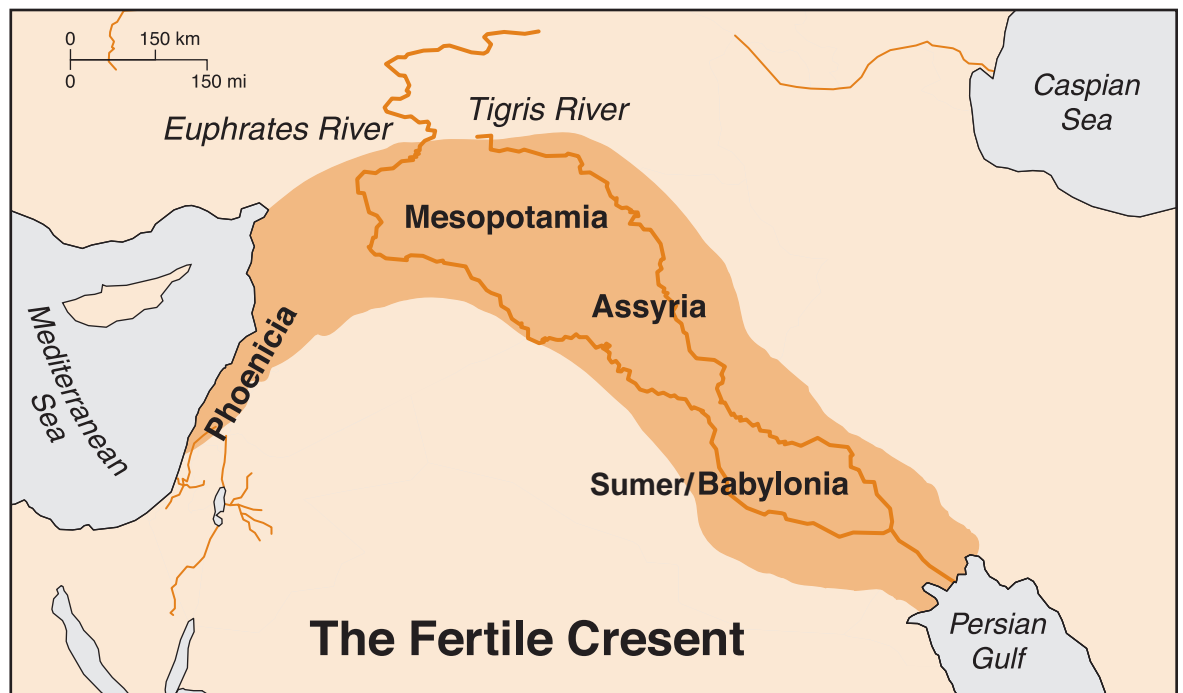 0 150 km
0 150 mi
Caspian
Sea
Tigris River
Euphrates River
Mesopotamia
Assyria
Phoenicia
Mediterranean
Sea
Sumer/Babylonia
The Fertile Cresent
Persian
Gulf